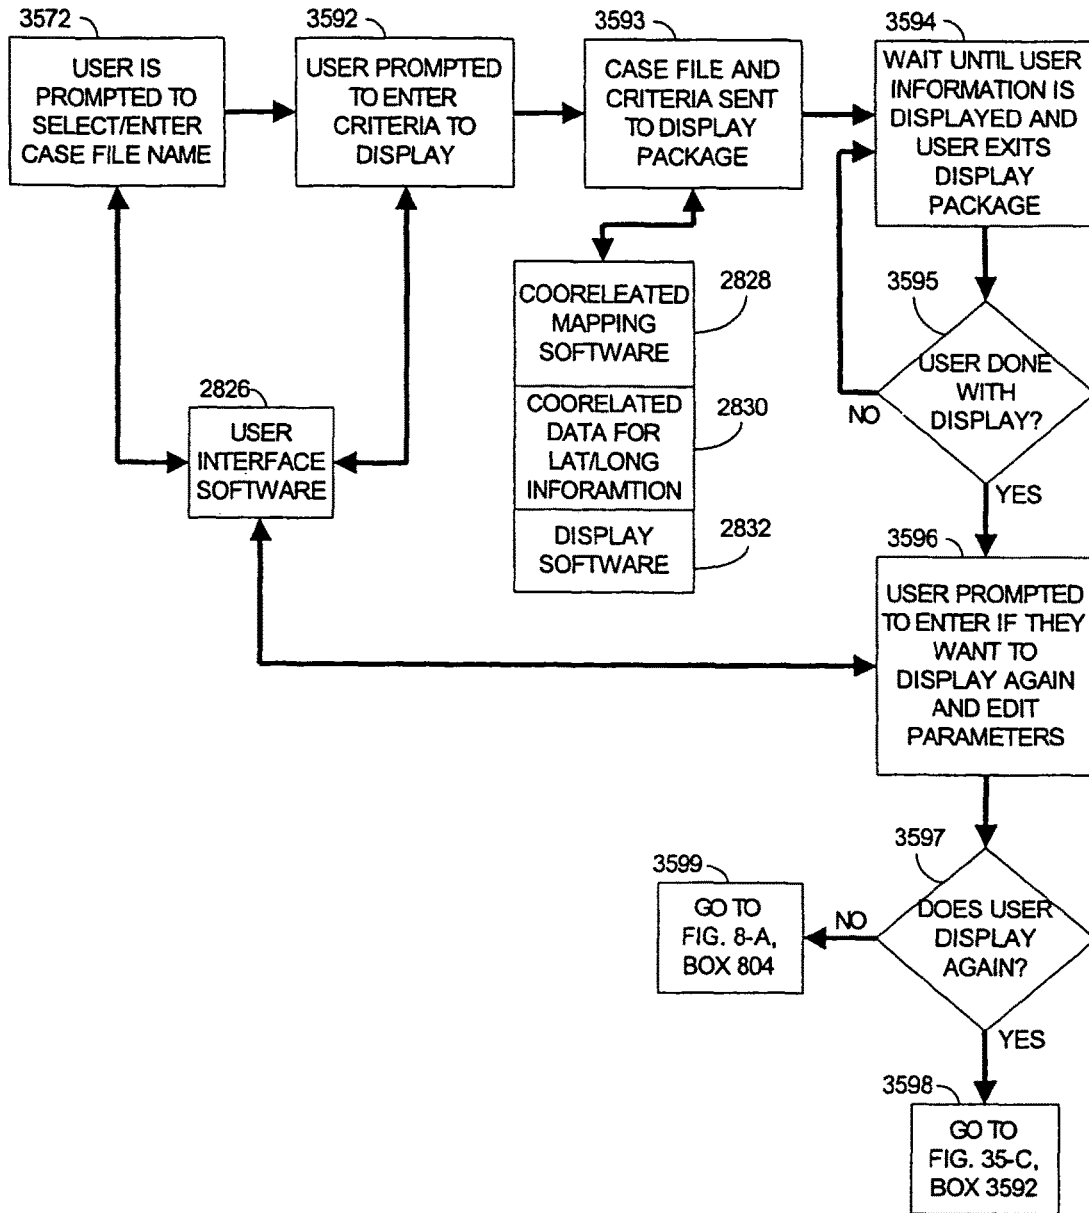 3572
USER IS
PROMPTED TO
SELECT/ENTER
CASE FILE NAME
3592
USER PROMPTED
TO ENTER
CRITERIA TO
DISPLAY
3593
CASE FILE AND
CRITERIA SENT
TO DISPLAY
PACKAGE
3594
WAIT UNTIL USER
INFORMATION IS
DISPLAYED AND
USER EXITS
DISPLAY
PACKAGE
2826
USER
INTERFACE
SOFTWARE
COORELEATED
MAPPING
SOFTWARE
2828
COORELATED
DATA FOR
LAT/LONG
INFORAMTION
2830
DISPLAY
SOFTWARE
2832
3595
USER DONE
WITH
DISPLAY?
NO
YES
3596
USER PROMPTED
TO ENTER IF THEY
WANT TO
DISPLAY AGAIN
AND EDIT
PARAMETERS
3597
DOES USER
DISPLAY
AGAIN?
NO
YES
3599
GO TO
FIG. 8-A,
BOX 804
3598
GO TO
FIG. 35-C,
BOX 3592